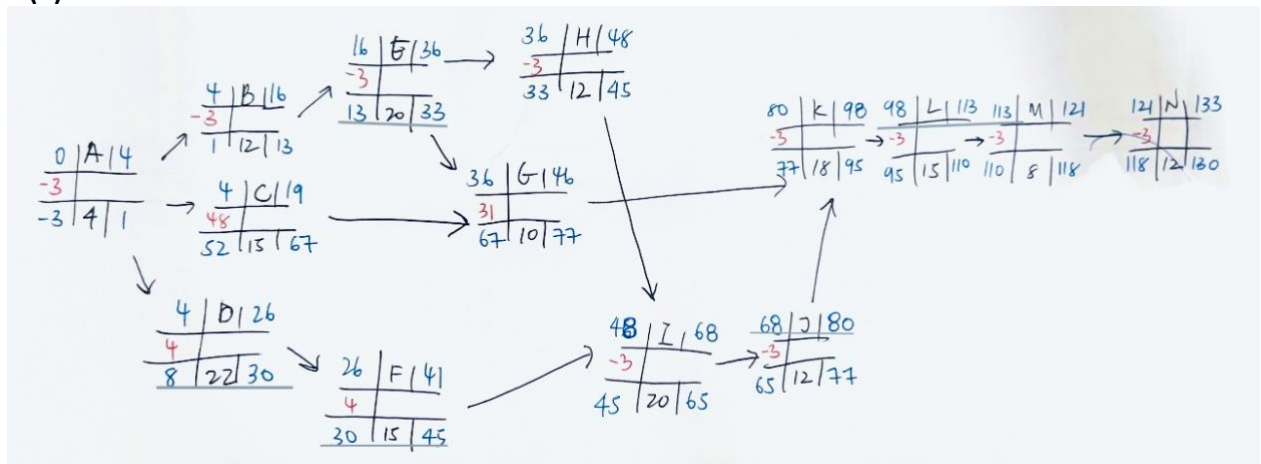 0 | A | 4
-3
-3 | 4 | 1
4 | B | 16
-3
1 | 12 | 13
16 | E | 36
-3
13 | 20 | 33
36 | H | 48
-3
33 | 12 | 45
4 | C | 19
48
52 | 15 | 67
36 | G | 46
31
67 | 10 | 77
4 | D | 26
4
8 | 22 | 30
26 | F | 41
4
30 | 15 | 45
48 | I | 68
-3
45 | 20 | 65
68 | J | 80
-3
65 | 12 | 77
80 | K | 98
-3
77 | 18 | 95
98 | L | 113
-3
95 | 15 | 110
113 | M | 121
-3
110 | 8 | 118
121 | N | 133
-3
118 | 12 | 130